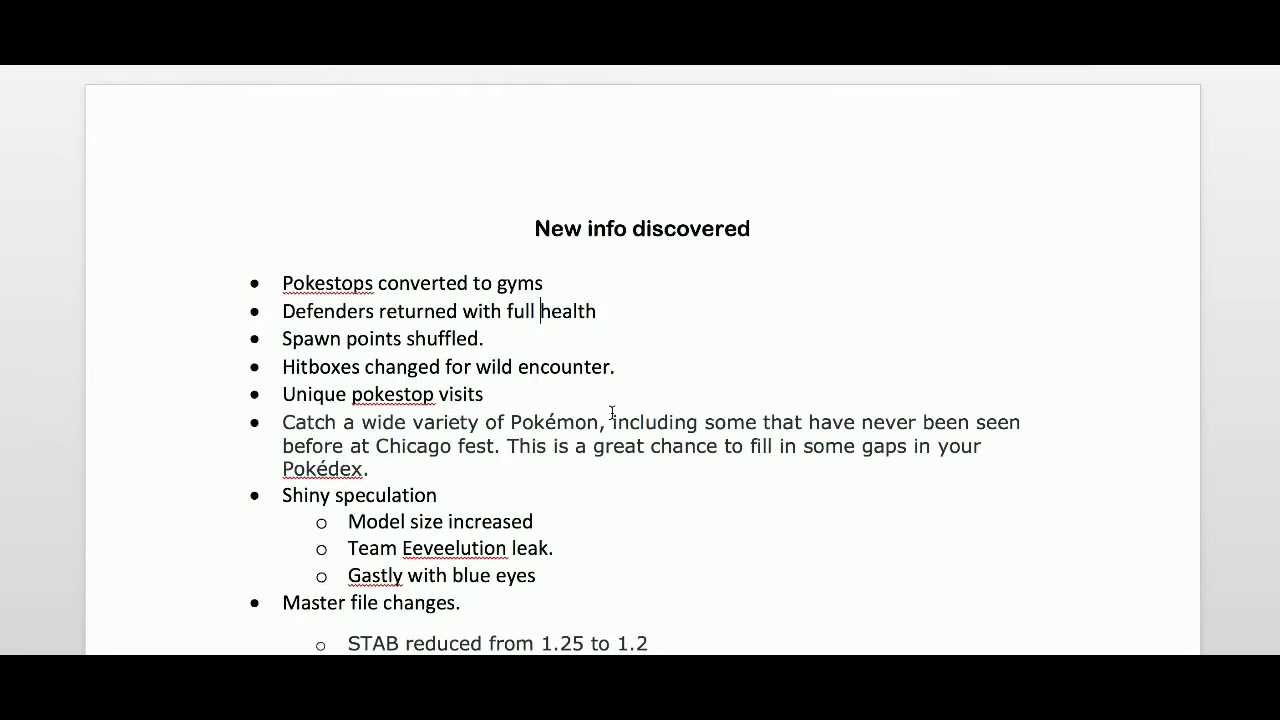 New info discovered
• Pokestops converted to gyms
• Defenders returned with full health
• Spawn points shuffled.
• Hitboxes changed for wild encounter.
• Unique pokestop visits
• Catch a wide variety of Pokémon, including some that have never been seen
before at Chicago fest. This is a great chance to fill in some gaps in your
Pokédex.
• Shiny speculation
o Model size increased
o Team Eeveelution leak.
o Gastly with blue eyes
• Master file changes.
o STAB reduced from 1.25 to 1.2